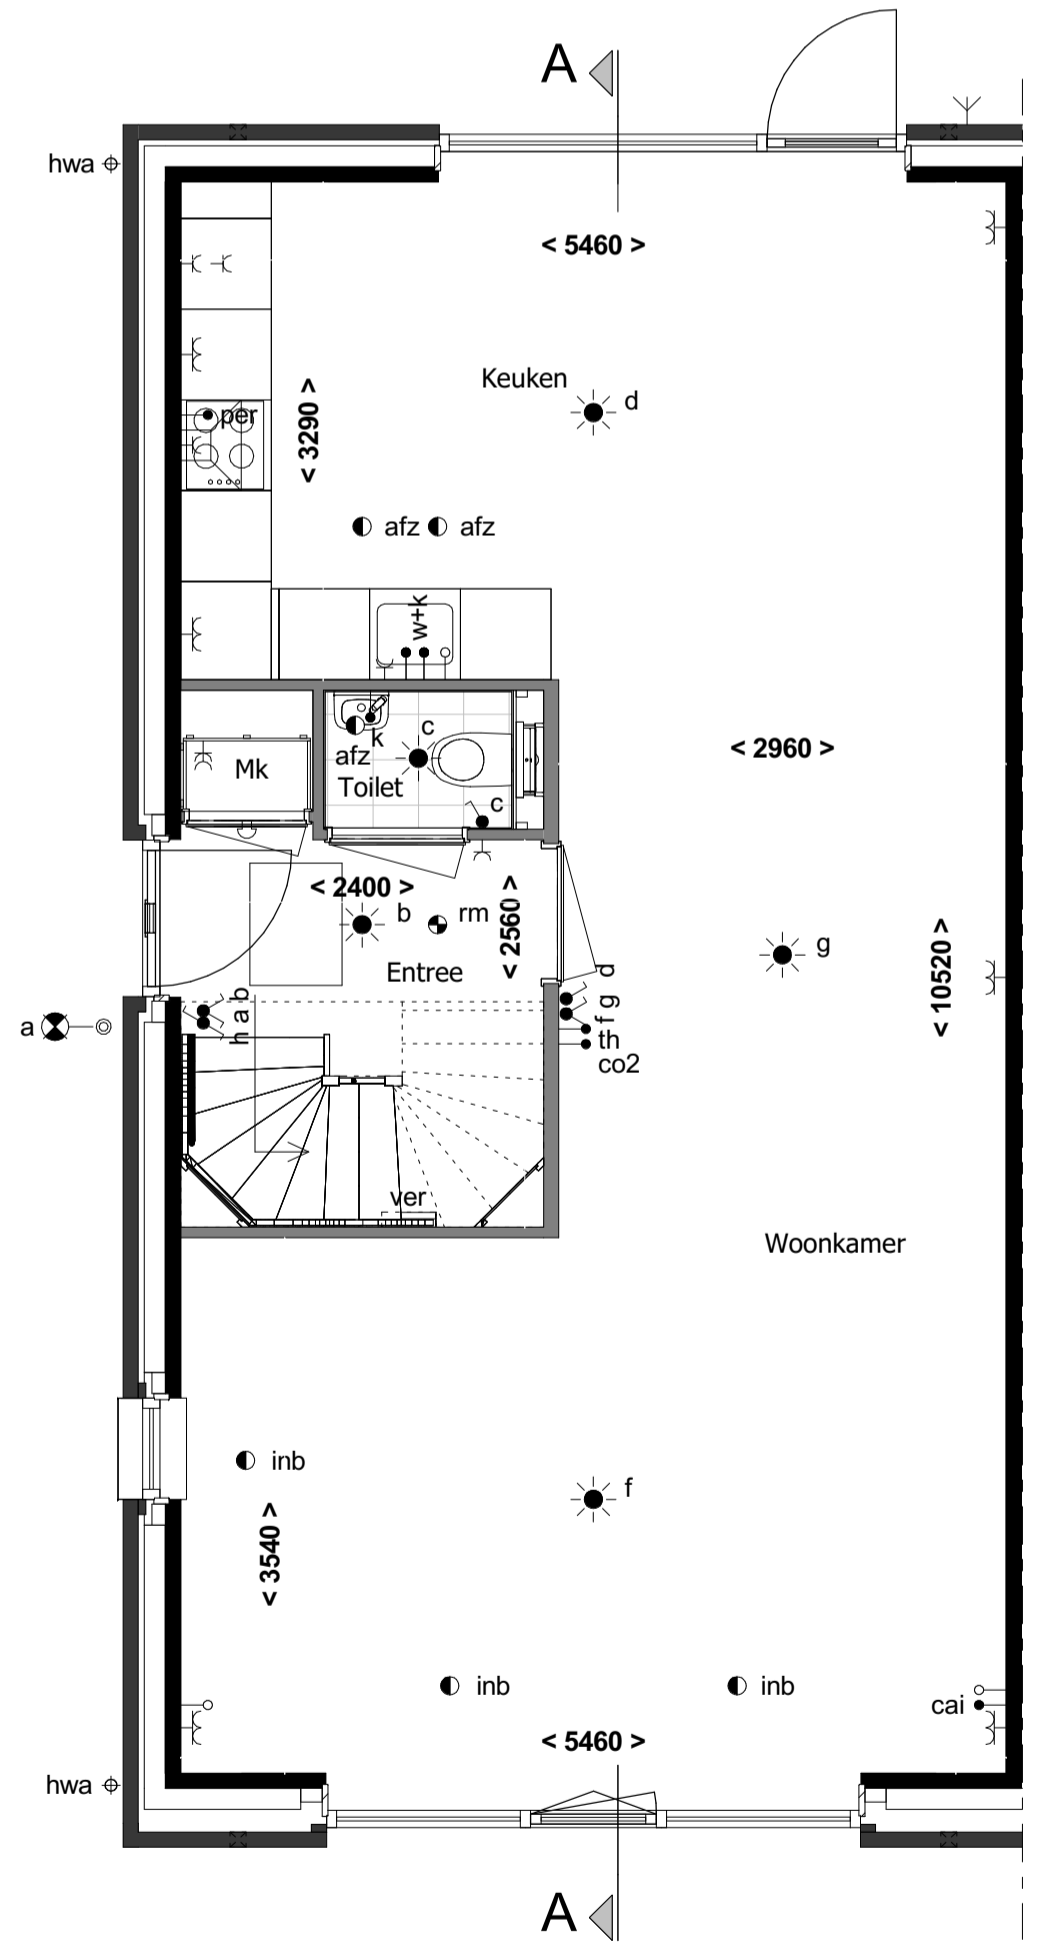 A
hwa
< 5460 >
Keuken
d
< 3290 >
per
afz
afz
w+k
k
c
afz
Toilet
Mk
c
< 2960 >
< 2400 >
b
rm
< 2560 >
Entree
g
< 10520 >
a
h a b
f g d
th
co2
ver
Woonkamer
inb
f
< 3540 >
inb
inb
cai
< 5460 >
hwa
A